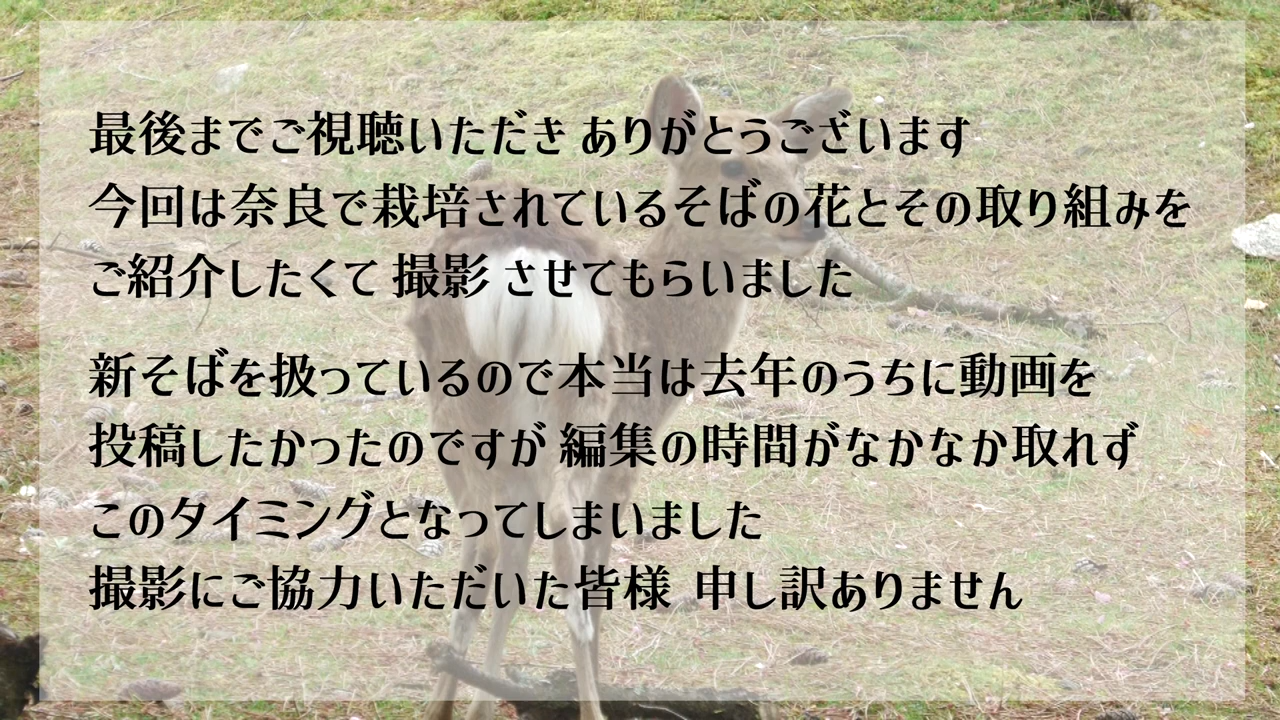 最後までご視聴いただき ありがとうございます
今回は奈良で栽培されているそばの花とその取り組みを
ご紹介したくて 撮影 させてもらいました
新そばを扱っているので本当は去年のうちに動画を
投稿したかったのですが 編集の時間がなかなか取れず
このタイミングとなってしまいました
撮影にご協力いただいた皆様 申し訳ありません